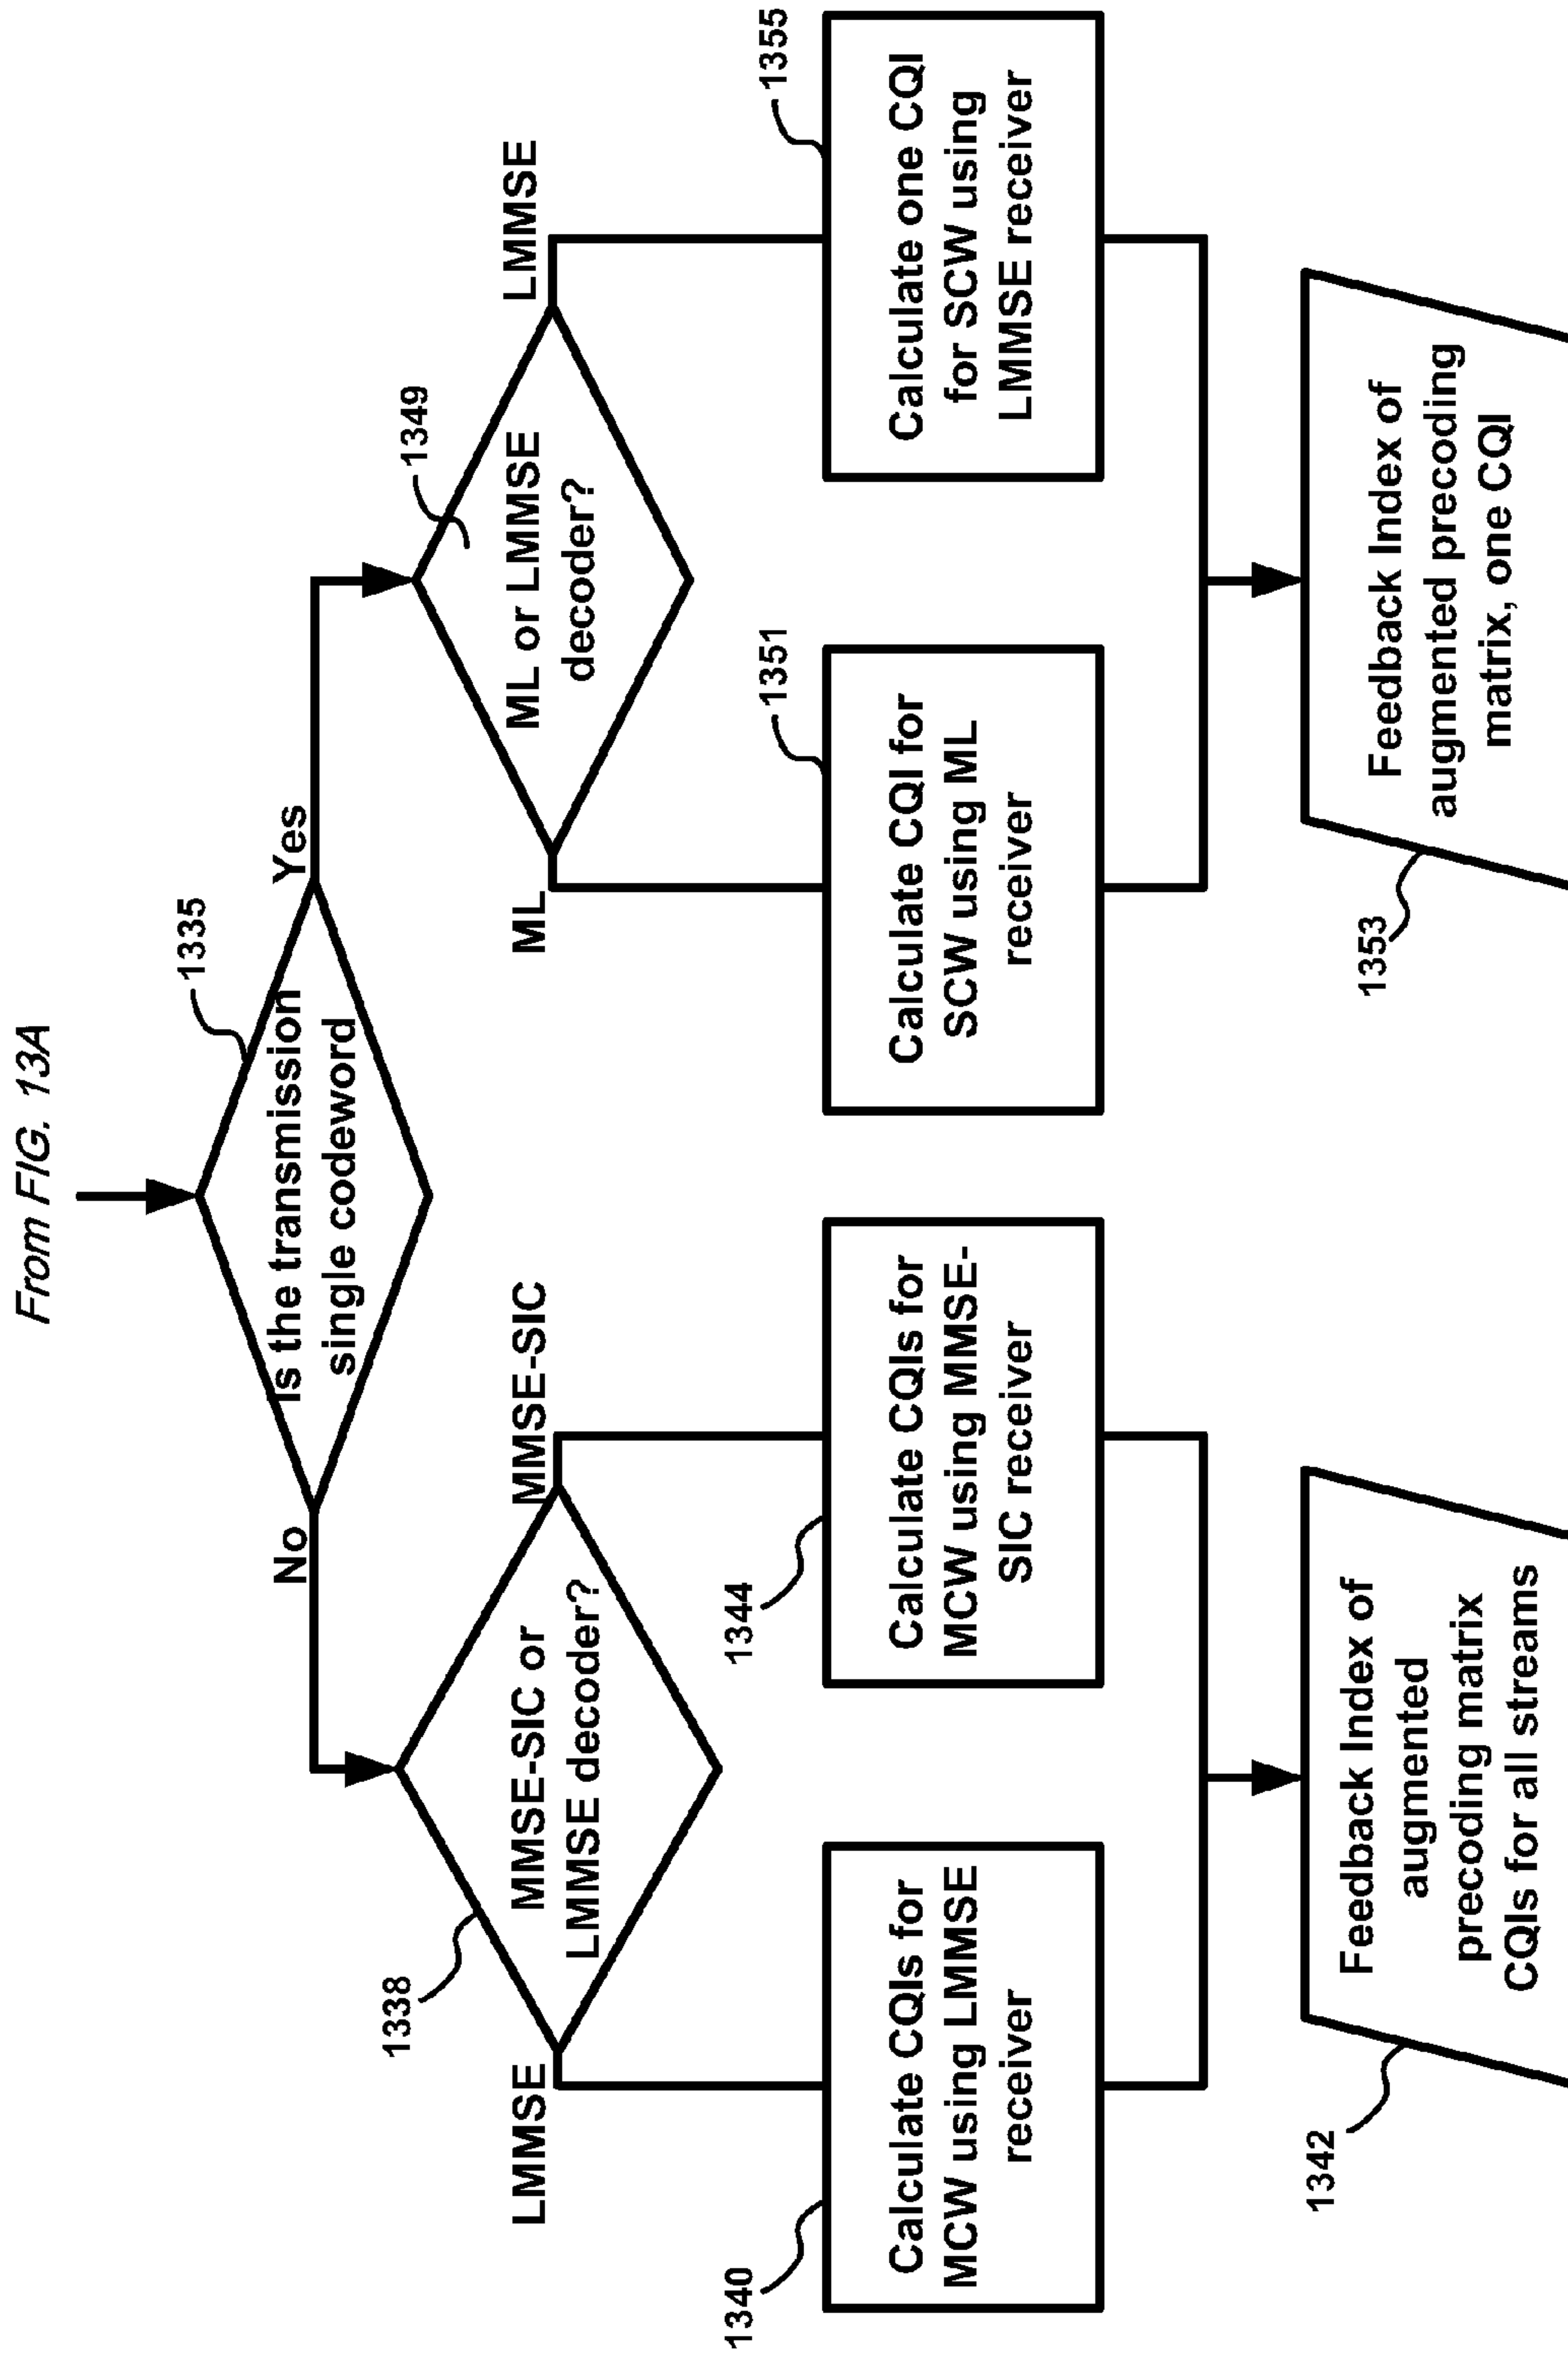 From FIG. 13A
1335
Is the transmission
single codeword
No
Yes
1338
MMSE-SIC or
LMMSE decoder?
LMMSE
MMSE-SIC
1349
ML or LMMSE
decoder?
ML
LMMSE
1340
Calculate CQIs for
MCW using LMMSE
receiver
1344
Calculate CQIs for
MCW using MMSE-
SIC receiver
1351
Calculate CQI for
SCW using ML
receiver
1355
Calculate one CQI
for SCW using
LMMSE receiver
1342
Feedback Index of
augmented
precoding matrix
CQIs for all streams
1353
Feedback Index of
augmented precoding
matrix, one CQI